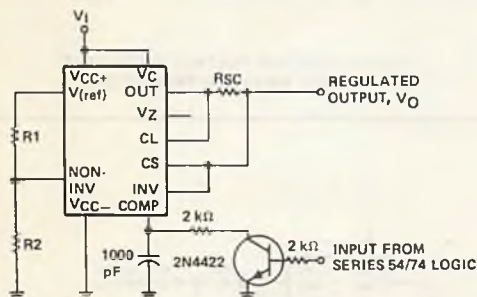 VI
VCC+
VC
V(ref)
OUT
RSC
REGULATED
OUTPUT, VO
VZ
R1
CL
CS
NON-
INV
INV
VCC–
COMP
R2
2 kΩ
1000
pF
2N4422
2 kΩ
INPUT FROM
SERIES 54/74 LOGIC